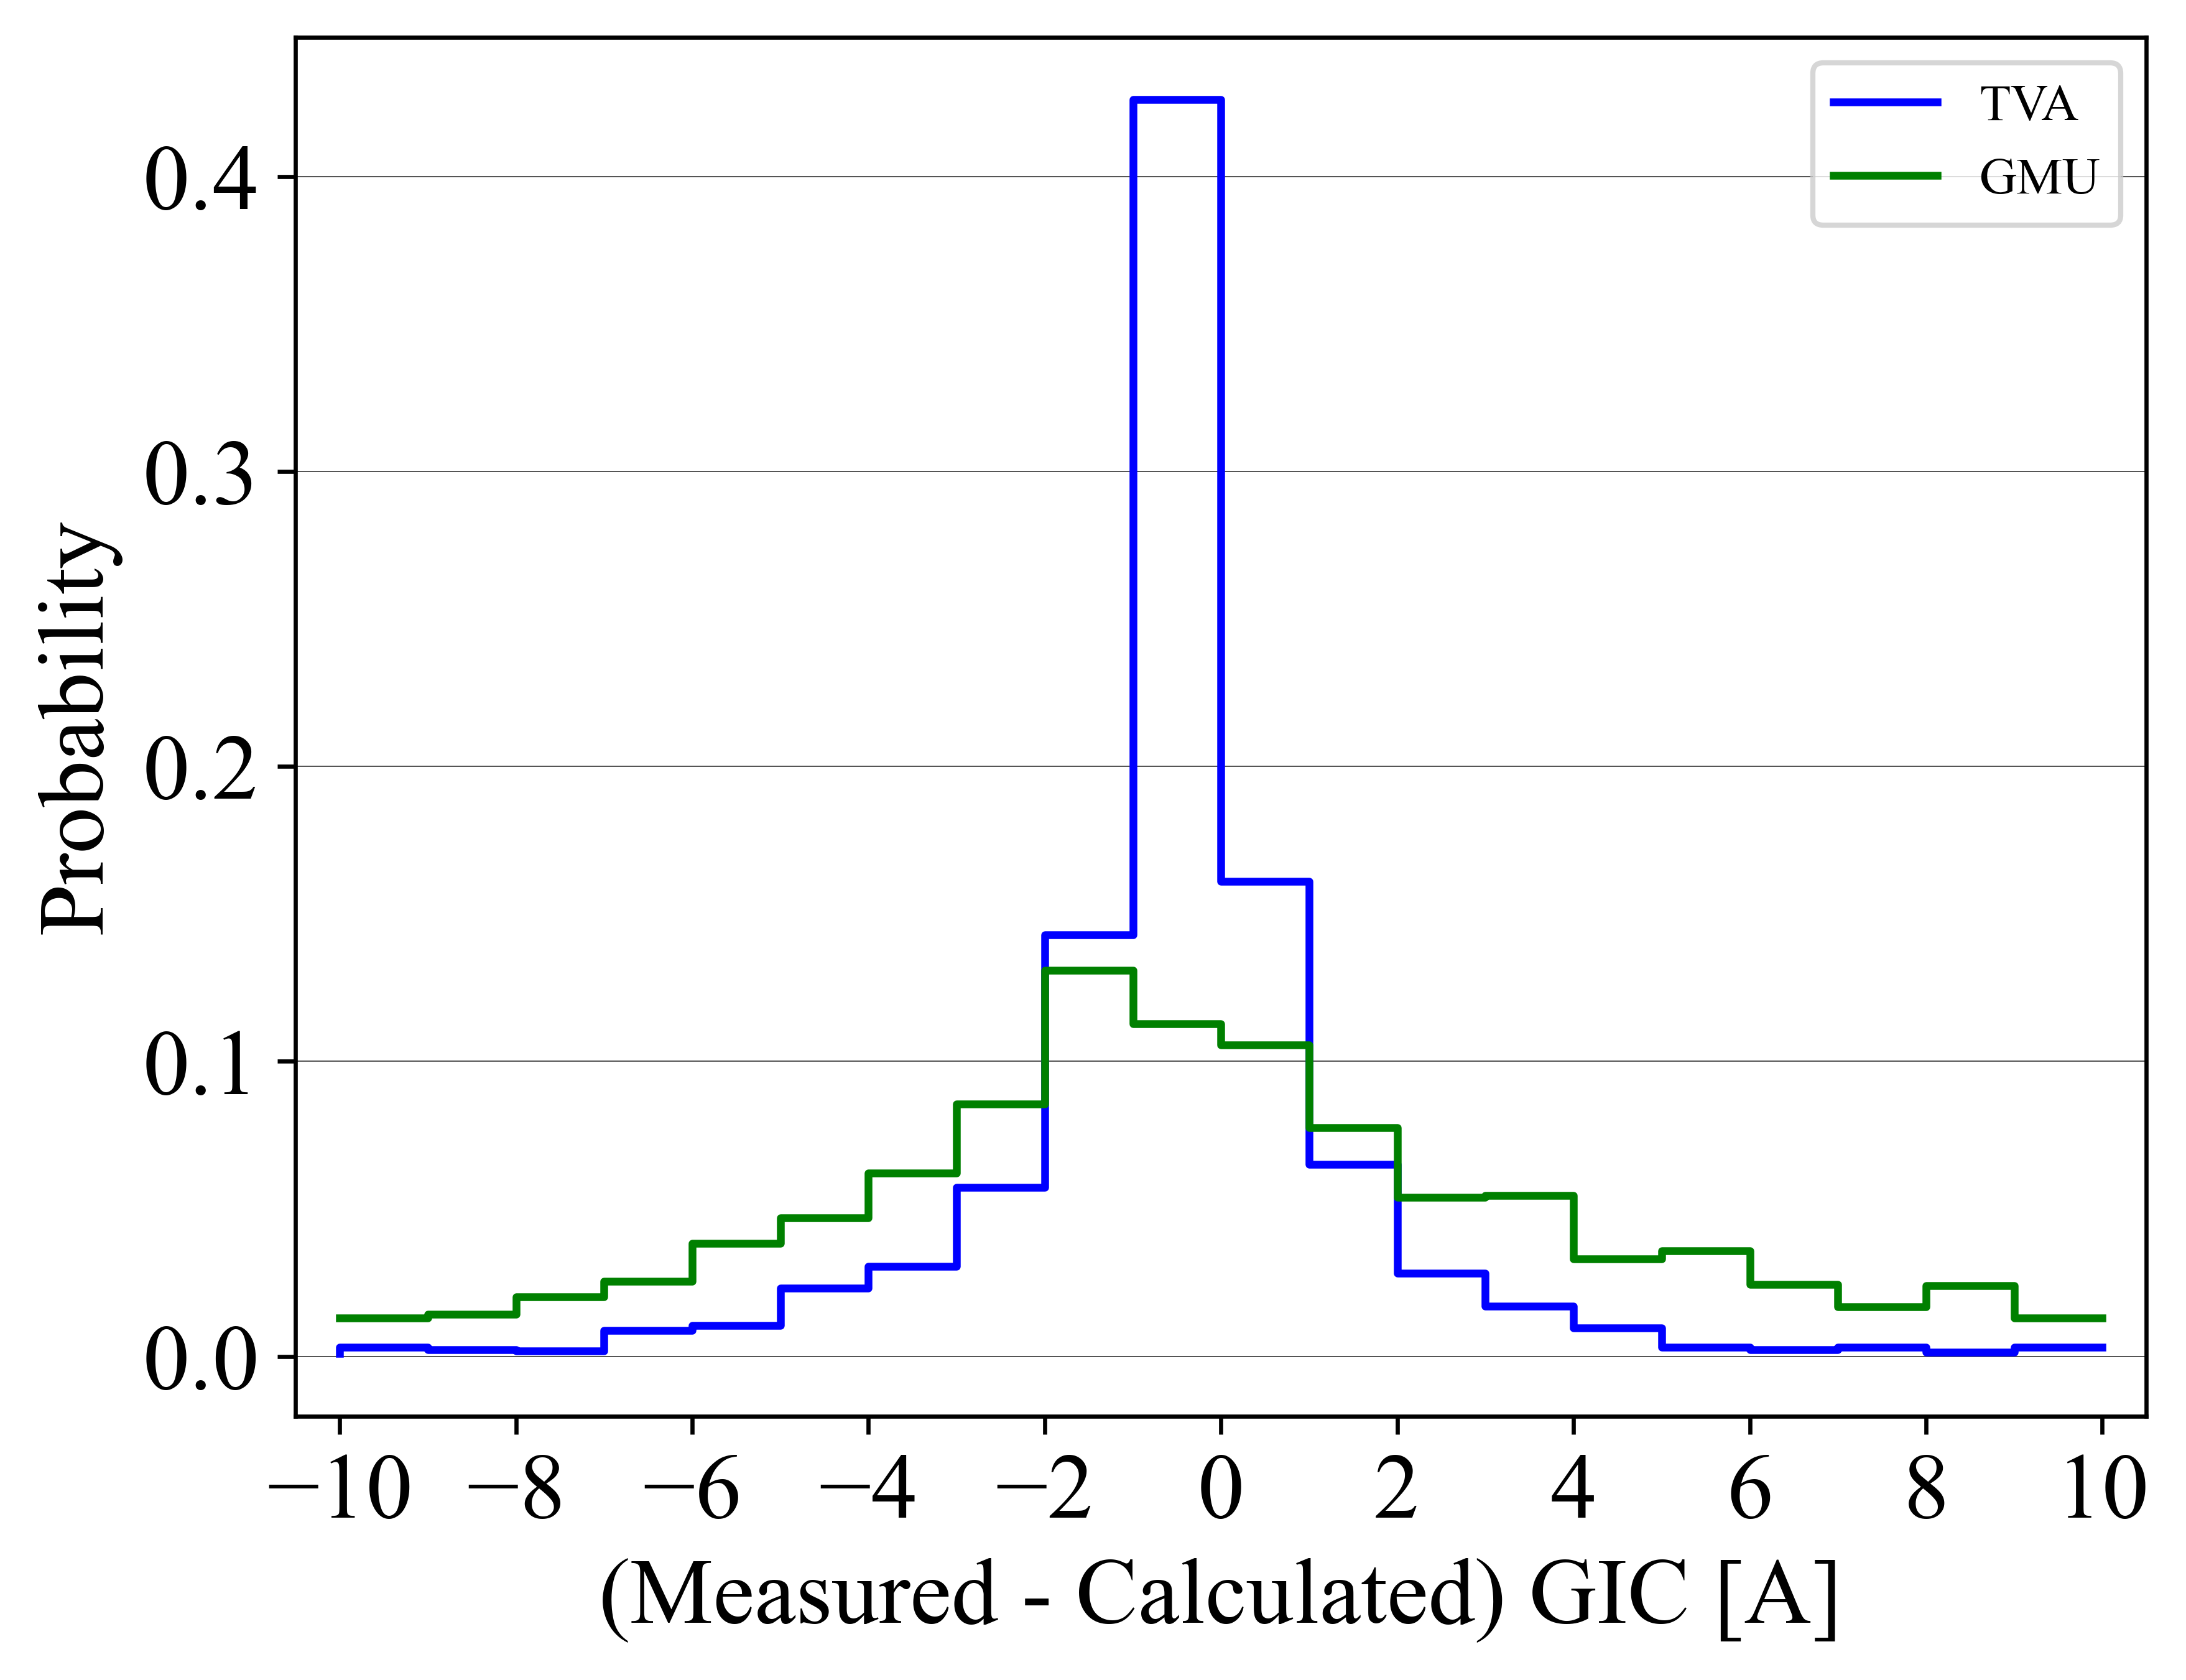 TVA
GMU
0.4
0.3
0.2
0.1
0.0
Probability
−10 −8 −6 −4 −2 0 2 4 6 8 10
(Measured - Calculated) GIC [A]